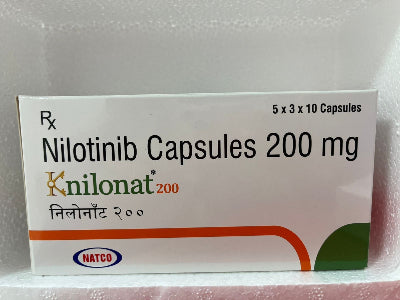 5 x 3 x 10 Capsules
Rx
Nilotinib Capsules 200 mg
Knilonat® 200
निलोनाँट २००
NATCO